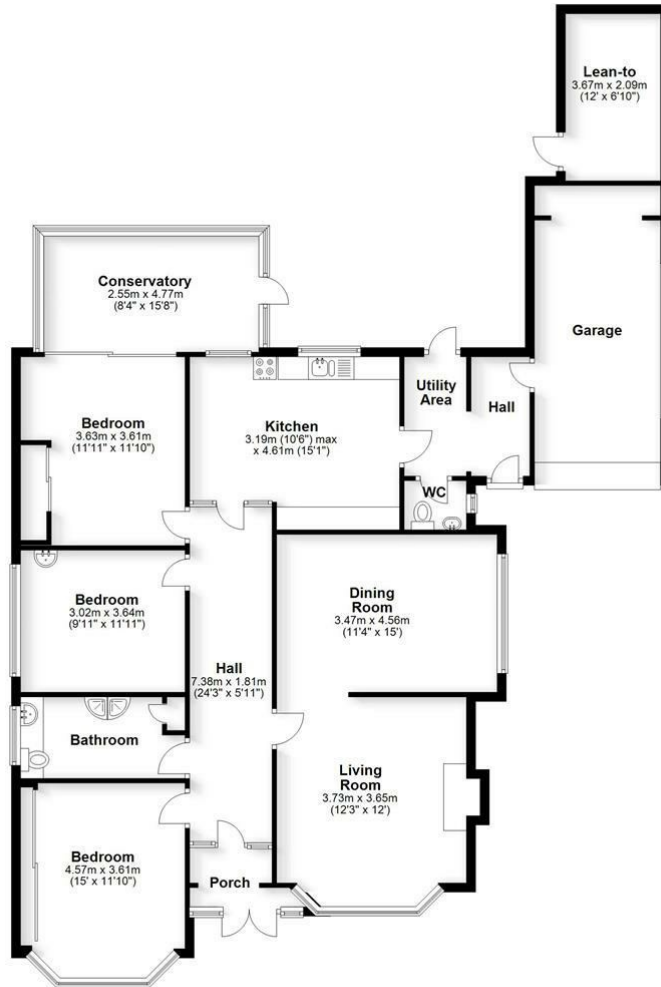 Lean-to
3.67m x 2.09m
(12' x 6'10")
Conservatory
2.55m x 4.77m
(8'4" x 15'8")
Garage
Utility
Area
Hall
Bedroom
3.63m x 3.61m
(11'11" x 11'10")
Kitchen
3.19m (10'6") max
x 4.61m (15'1")
WC
Bedroom
3.02m x 3.64m
(9'11" x 11'11")
Dining
Room
3.47m x 4.56m
(11'4" x 15')
Hall
7.38m x 1.81m
(24'3" x 5'11")
Bathroom
Living
Room
3.73m x 3.65m
(12'3" x 12')
Bedroom
4.57m x 3.61m
(15' x 11'10")
Porch